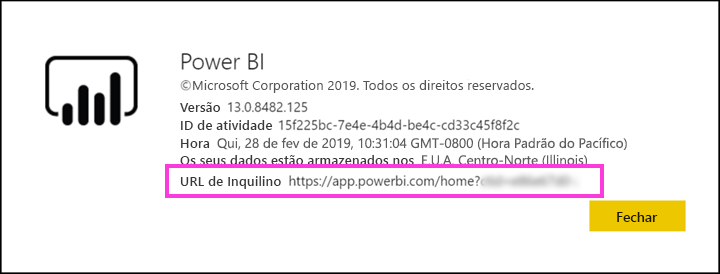 Power BI
©Microsoft Corporation 2019. Todos os direitos reservados.
Versão 13.0.8482.125
ID de atividade 15f225bc-7e4e-4b4d-be4c-cd33c45f8f2c
Hora Qui, 28 de fev de 2019, 10:31:04 GMT-0800 (Hora Padrão do Pacífico)
Os seus dados estão armazenados nos E.U.A. Centro-Norte (Illinois)
URL de Inquilino https://app.powerbi.com/home?
Fechar